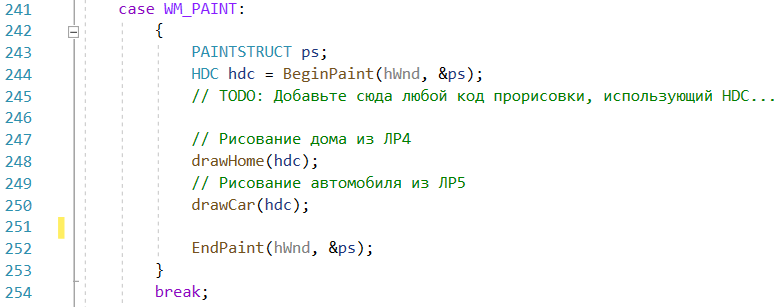 241 case WM_PAINT:
242 {
243 PAINTSTRUCT ps;
244 HDC hdc = BeginPaint(hWnd, &ps);
245 // TODO: Добавьте сюда любой код прорисовки, использующий HDC...
246
247 // Рисование дома из ЛР4
248 drawHome(hdc);
249 // Рисование автомобиля из ЛР5
250 drawCar(hdc);
251
252 EndPaint(hWnd, &ps);
253 }
254 break;